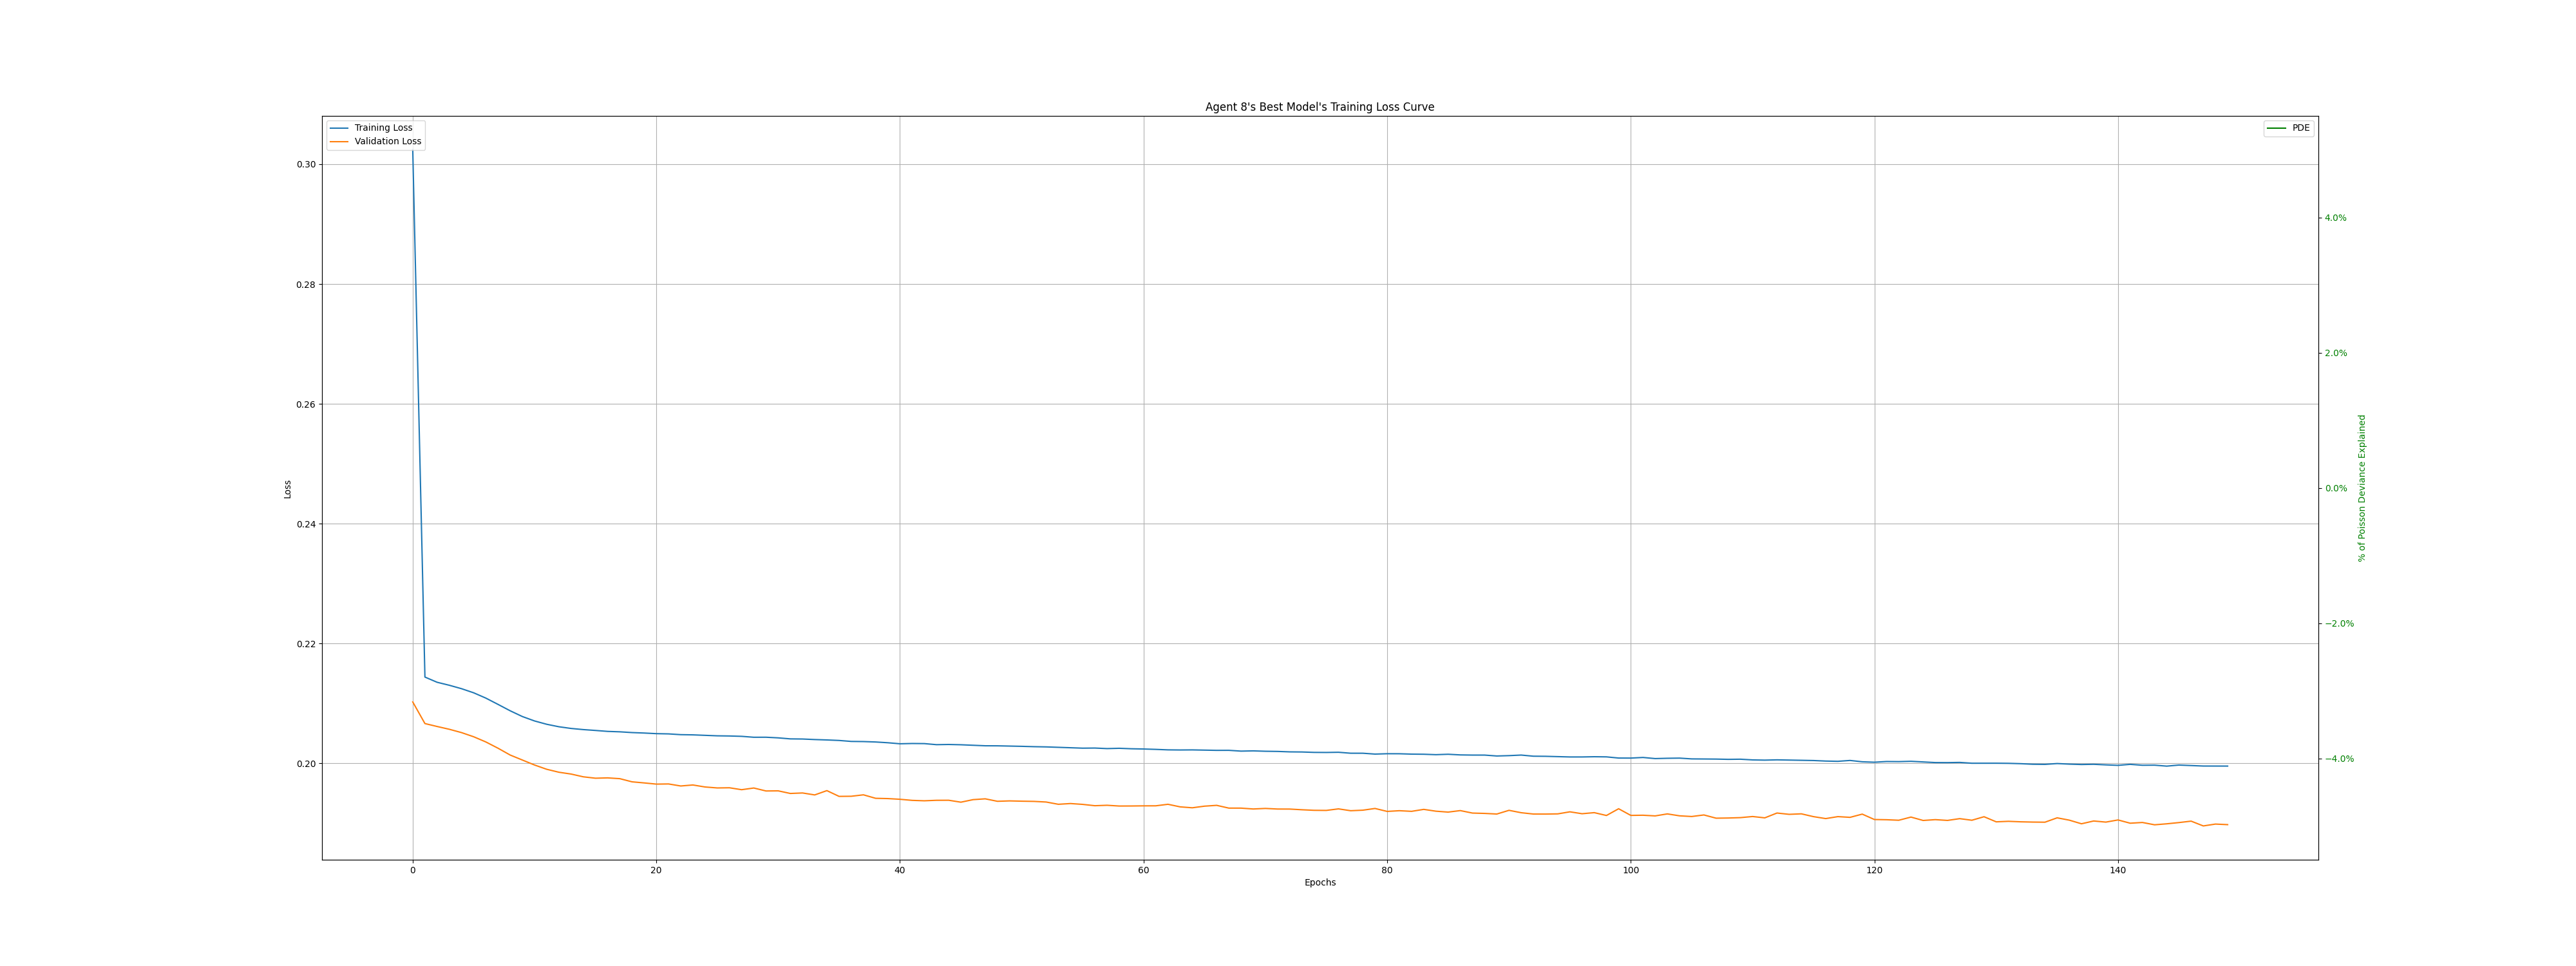 Agent 8's Best Model's Training Loss Curve
Training Loss
Validation Loss
PDE
0.30
0.28
0.26
0.24
0.22
0.20
Loss
4.0%
2.0%
0.0%
−2.0%
−4.0%
% of Poisson Deviance Explained
0 20 40 60 80 100 120 140
Epochs